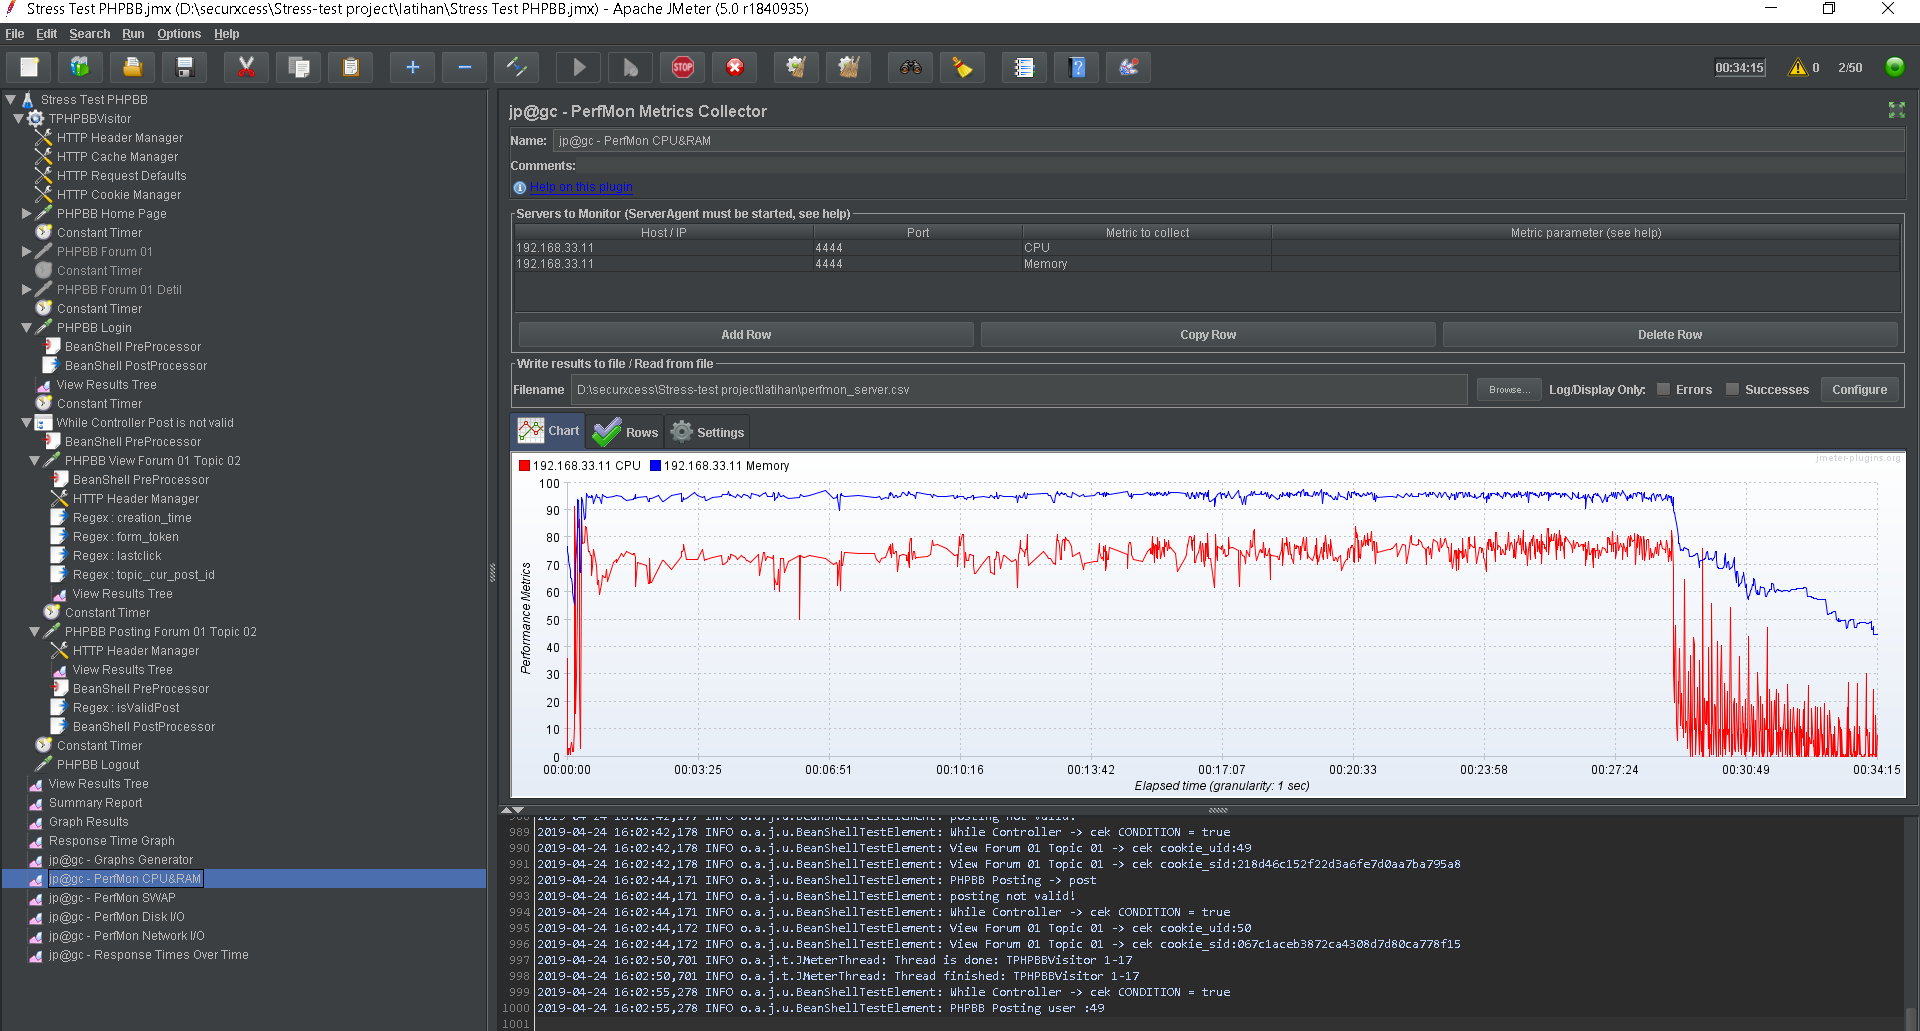 Stress Test PHPBB.jmx (D:\securxcess\Stress-test project\latihan\Stress Test PHPBB.jmx) - Apache JMeter (5.0 r1840935)
File Edit Search Run Options Help
STOP
00:34:15 0 2/50
Stress Test PHPBB
TPHPBBVisitor
HTTP Header Manager
HTTP Cache Manager
HTTP Request Defaults
HTTP Cookie Manager
PHPBB Home Page
Constant Timer
PHPBB Forum 01
Constant Timer
PHPBB Forum 01 Detil
Constant Timer
PHPBB Login
BeanShell PreProcessor
BeanShell PostProcessor
View Results Tree
Constant Timer
While Controller Post is not valid
BeanShell PreProcessor
PHPBB View Forum 01 Topic 02
BeanShell PreProcessor
HTTP Header Manager
Regex : creation_time
Regex : form_token
Regex : lastclick
Regex : topic_cur_post_id
View Results Tree
Constant Timer
PHPBB Posting Forum 01 Topic 02
HTTP Header Manager
View Results Tree
BeanShell PreProcessor
Regex : isValidPost
BeanShell PostProcessor
Constant Timer
PHPBB Logout
View Results Tree
Summary Report
Graph Results
Response Time Graph
jp@gc - Graphs Generator
jp@gc - PerfMon CPU&RAM
jp@gc - PerfMon SWAP
jp@gc - PerfMon Disk I/O
jp@gc - PerfMon Network I/O
jp@gc - Response Times Over Time
jp@gc - PerfMon Metrics Collector
Name: jp@gc - PerfMon CPU&RAM
Comments:
Help on this plugin
Servers to Monitor (ServerAgent must be started, see help)
Host / IP Port Metric to collect Metric parameter (see help)
192.168.33.11 4444 CPU
192.168.33.11 4444 Memory
Add Row Copy Row Delete Row
Write results to file / Read from file
Filename D:\securxcess\Stress-test project\latihan\perfmon_server.csv Browse... Log/Display Only: Errors Successes Configure
Chart Rows Settings
jmeter-plugins.org
192.168.33.11 CPU 192.168.33.11 Memory
100
90
80
70
60
50
40
30
20
10
0
Performance Metrics
00:00:00 00:03:25 00:06:51 00:10:16 00:13:42 00:17:07 00:20:33 00:23:58 00:27:24 00:30:49 00:34:15
Elapsed time (granularity: 1 sec)
988 2019-04-24 16:02:42,177 INFO o.a.j.u.BeanShellTestElement: posting not valid!
989 2019-04-24 16:02:42,178 INFO o.a.j.u.BeanShellTestElement: While Controller -> cek CONDITION = true
990 2019-04-24 16:02:42,178 INFO o.a.j.u.BeanShellTestElement: View Forum 01 Topic 01 -> cek cookie_uid:49
991 2019-04-24 16:02:42,178 INFO o.a.j.u.BeanShellTestElement: View Forum 01 Topic 01 -> cek cookie_sid:218d46c152f22d3a6fe7d0aa7ba795a8
992 2019-04-24 16:02:44,171 INFO o.a.j.u.BeanShellTestElement: PHPBB Posting -> post
993 2019-04-24 16:02:44,171 INFO o.a.j.u.BeanShellTestElement: posting not valid!
994 2019-04-24 16:02:44,171 INFO o.a.j.u.BeanShellTestElement: While Controller -> cek CONDITION = true
995 2019-04-24 16:02:44,172 INFO o.a.j.u.BeanShellTestElement: View Forum 01 Topic 01 -> cek cookie_uid:50
996 2019-04-24 16:02:44,172 INFO o.a.j.u.BeanShellTestElement: View Forum 01 Topic 01 -> cek cookie_sid:067c1aceb3872ca4308d7d80ca778f15
997 2019-04-24 16:02:50,701 INFO o.a.j.t.JMeterThread: Thread is done: TPHPBBVisitor 1-17
998 2019-04-24 16:02:50,701 INFO o.a.j.t.JMeterThread: Thread finished: TPHPBBVisitor 1-17
999 2019-04-24 16:02:55,278 INFO o.a.j.u.BeanShellTestElement: While Controller -> cek CONDITION = true
1000 2019-04-24 16:02:55,278 INFO o.a.j.u.BeanShellTestElement: PHPBB Posting user :49
1001